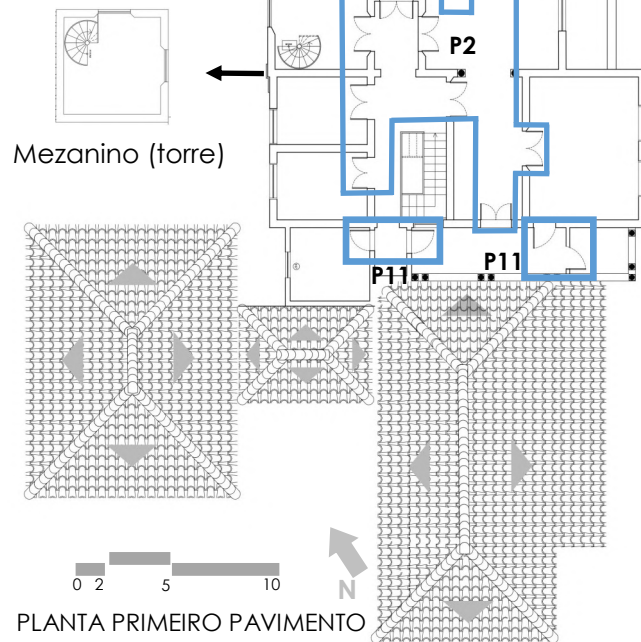 P2
Mezanino (torre)
P11 P11
N
0 2 5 10
PLANTA PRIMEIRO PAVIMENTO